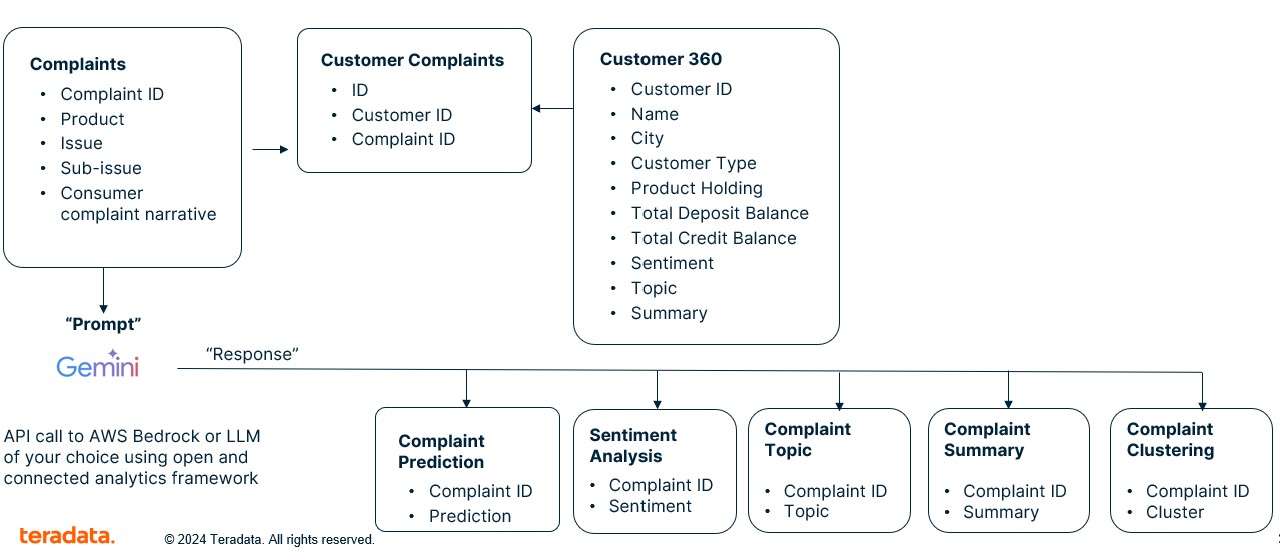 Complaints
• Complaint ID
• Product
• Issue
• Sub-issue
• Consumer
complaint narrative
Customer Complaints
• ID
• Customer ID
• Complaint ID
Customer 360
• Customer ID
• Name
• City
• Customer Type
• Product Holding
• Total Deposit Balance
• Total Credit Balance
• Sentiment
• Topic
• Summary
“Prompt”
Gemini
“Response”
API call to AWS Bedrock or LLM
of your choice using open and
connected analytics framework
Complaint
Prediction
• Complaint ID
• Prediction
Sentiment
Analysis
• Complaint ID
• Sentiment
Complaint
Topic
• Complaint ID
• Topic
Complaint
Summary
• Complaint ID
• Summary
Complaint
Clustering
• Complaint ID
• Cluster
teradata.
© 2024 Teradata. All rights reserved.